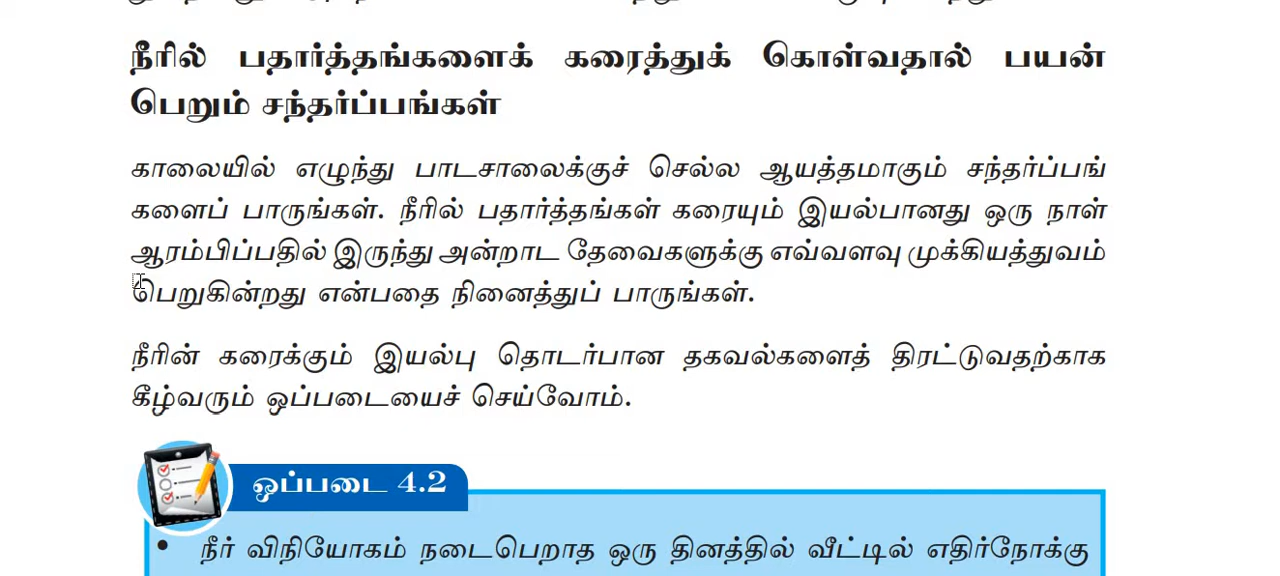 நீரில் பதார்த்தங்களைக் கரைத்துக் கொள்வதால் பயன்
பெறும் சந்தர்ப்பங்கள்
காலையில் எழுந்து பாடசாலைக்குச் செல்ல ஆயத்தமாகும் சந்தர்ப்பங்
களைப் பாருங்கள். நீரில் பதார்த்தங்கள் கரையும் இயல்பானது ஒரு நாள்
ஆரம்பிப்பதில் இருந்து அன்றாட தேவைகளுக்கு எவ்வளவு முக்கியத்துவம்
பெறுகின்றது என்பதை நினைத்துப் பாருங்கள்.
நீரின் கரைக்கும் இயல்பு தொடர்பான தகவல்களைத் திரட்டுவதற்காக
கீழ்வரும் ஒப்படையைச் செய்வோம்.
ஒப்படை 4.2
• நீர் விநியோகம் நடைபெறாத ஒரு தினத்தில் வீட்டில் எதிர்நோக்கு